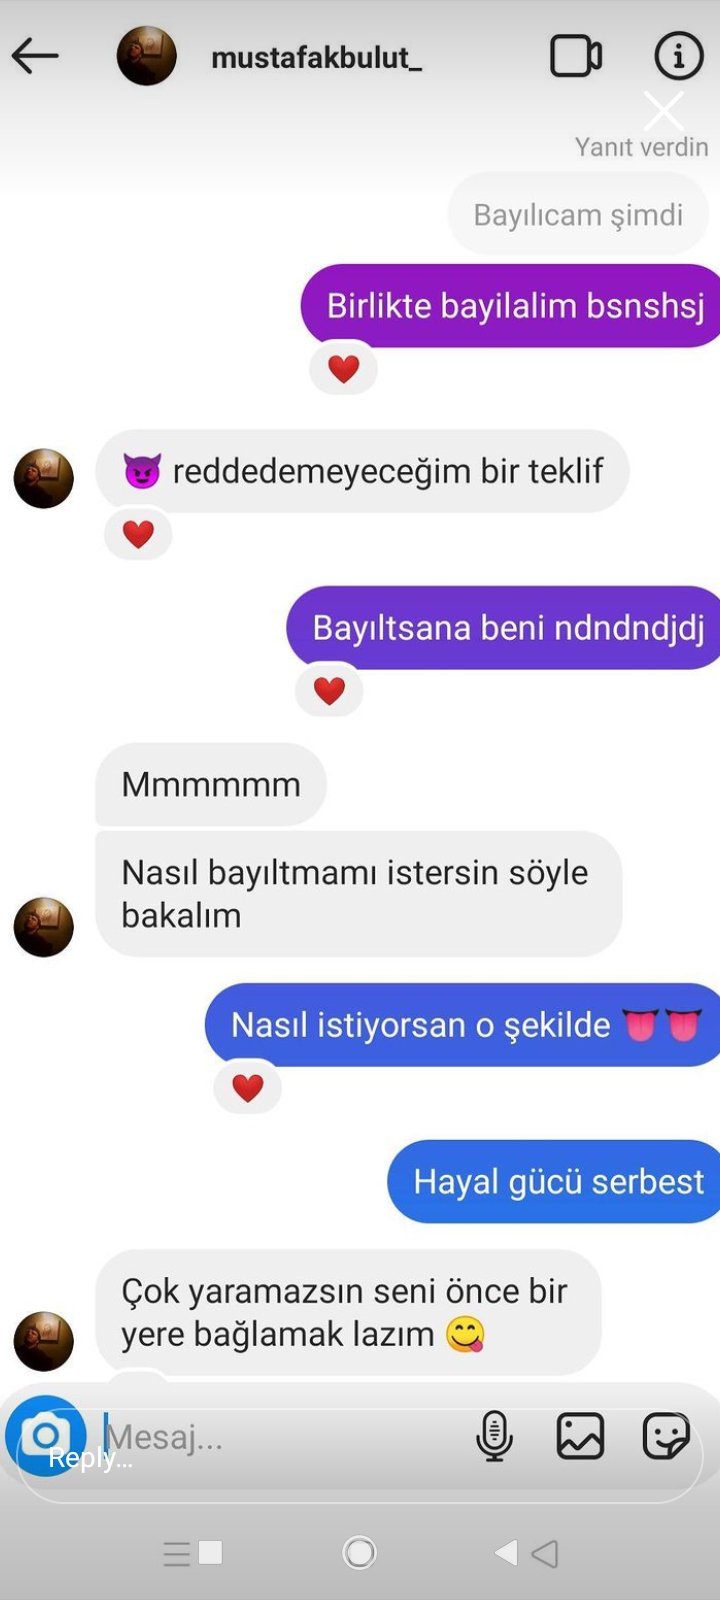 mustafakbulut_
Yanıt verdin
Bayılıcam şimdi
Birlikte bayilalim bsnshsj
❤️
😈 reddedemeyeceğim bir teklif
❤️
Bayıltsana beni ndndndjdj
❤️
Mmmmmm
Nasıl bayıltmamı istersin söyle
bakalım
Nasıl istiyorsan o şekilde 👅👅
❤️
Hayal gücü serbest
Çok yaramazsın seni önce bir
yere bağlamak lazım 😋
Mesaj...
Reply...